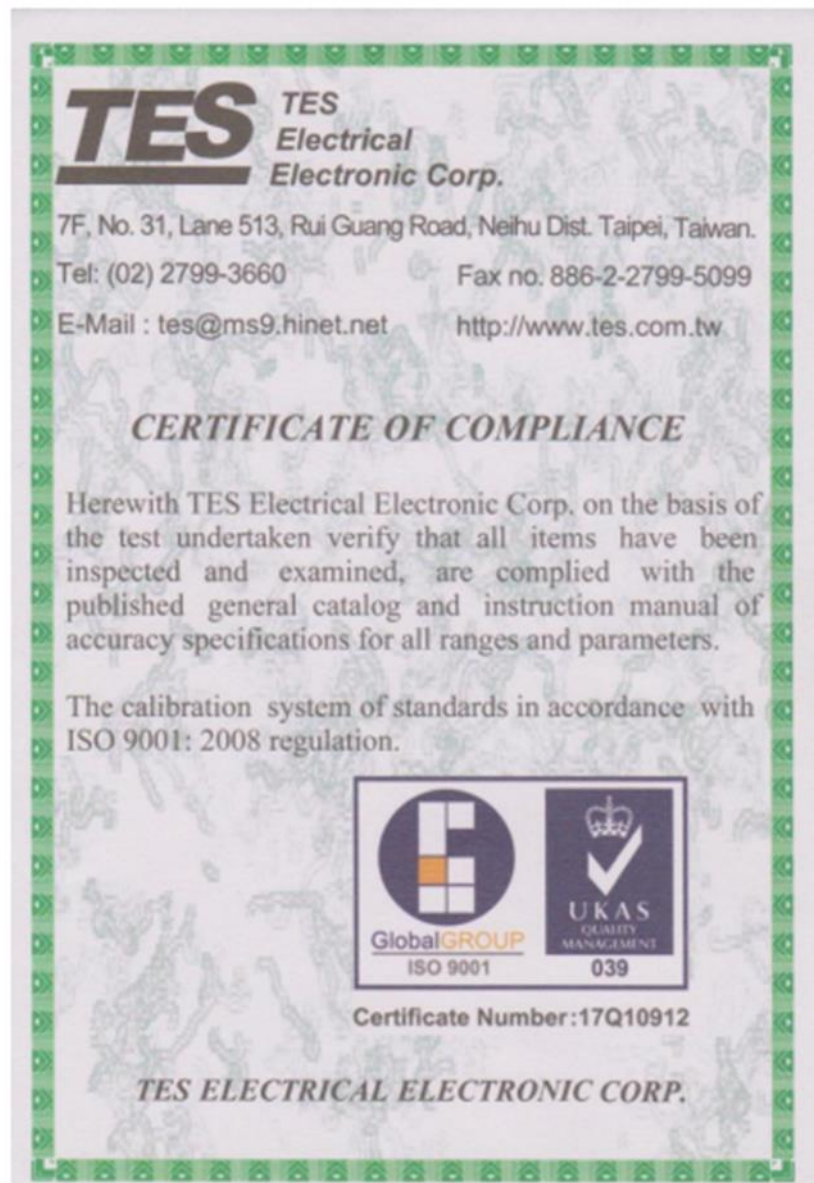 TES
TES
Electrical
Electronic Corp.
7F, No. 31, Lane 513, Rui Guang Road, Neihu Dist. Taipei, Taiwan.
Tel: (02) 2799-3660 Fax no. 886-2-2799-5099
E-Mail : tes@ms9.hinet.net http://www.tes.com.tw
CERTIFICATE OF COMPLIANCE
Herewith TES Electrical Electronic Corp. on the basis of
the test undertaken verify that all items have been
inspected and examined, are complied with the
published general catalog and instruction manual of
accuracy specifications for all ranges and parameters.
The calibration system of standards in accordance with
ISO 9001: 2008 regulation.
GlobalGROUP
ISO 9001
UKAS
QUALITY
MANAGEMENT
039
Certificate Number:17Q10912
TES ELECTRICAL ELECTRONIC CORP.